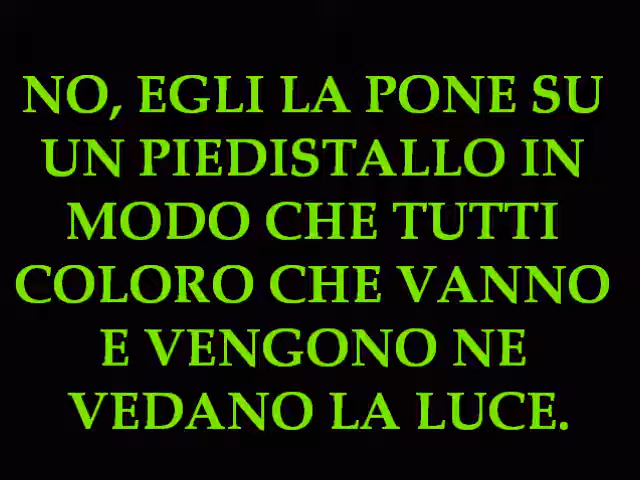 NO, EGLI LA PONE SU
UN PIEDISTALLO IN
MODO CHE TUTTI
COLORO CHE VANNO
E VENGONO NE
VEDANO LA LUCE.